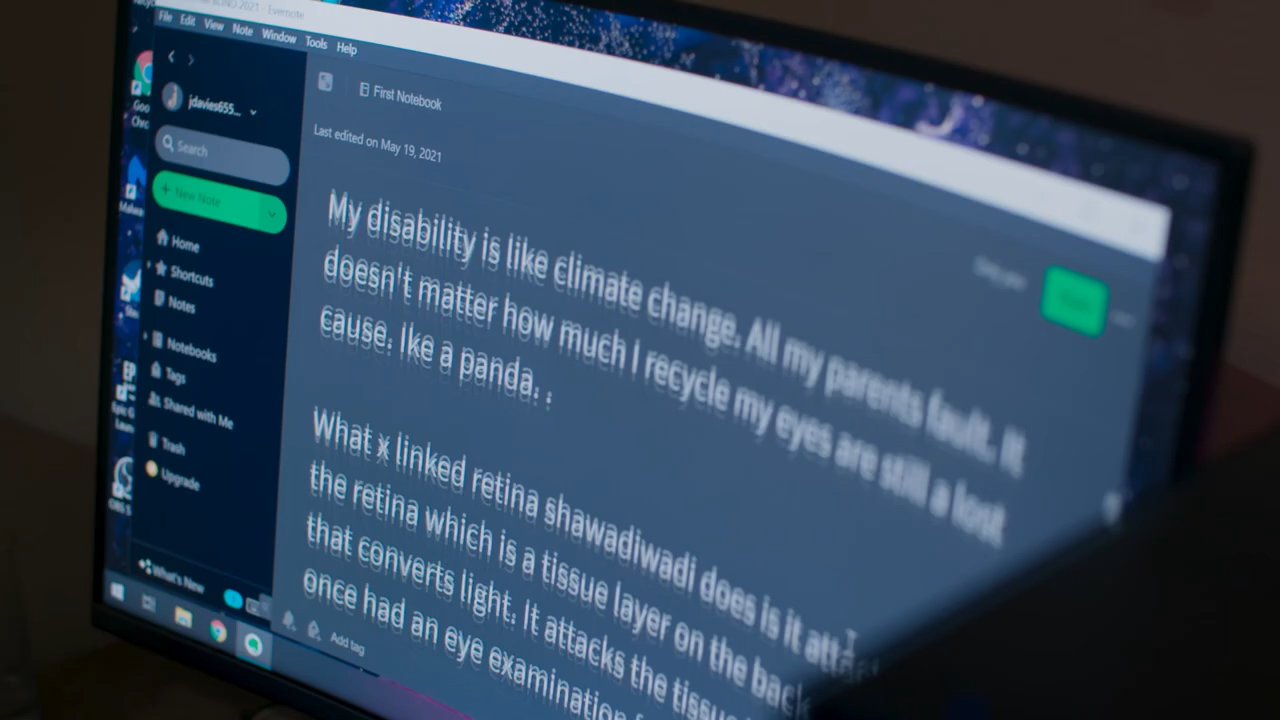 2021 - Evernote
File Edit View Note Window Tools Help
jdavies655...
Search
New Note
Home
Shortcuts
Notes
Notebooks
Tags
Shared with Me
Trash
Upgrade
What's New
First Notebook
Last edited on May 19, 2021
My disability is like climate change. All my parents fault. It
doesn't matter how much I recycle my eyes are still a lost
cause. Ike a panda. .
What x linked retina shawadiwadi does is it
the retina which is a tissue layer on the back
that converts light. It attacks the tissue
once had an eye examination
Add tag